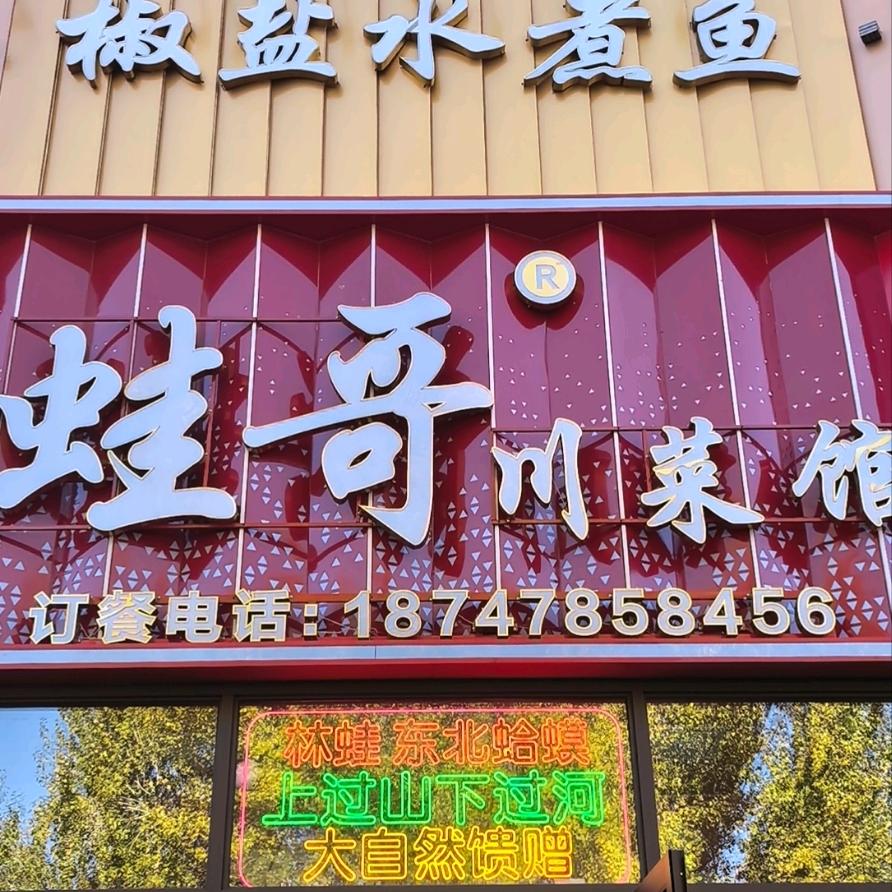 椒盐水煮鱼
®
蛙哥川菜馆
订餐电话:18747858456
林蛙 东北蛤蟆
上过山下过河
大自然馈赠